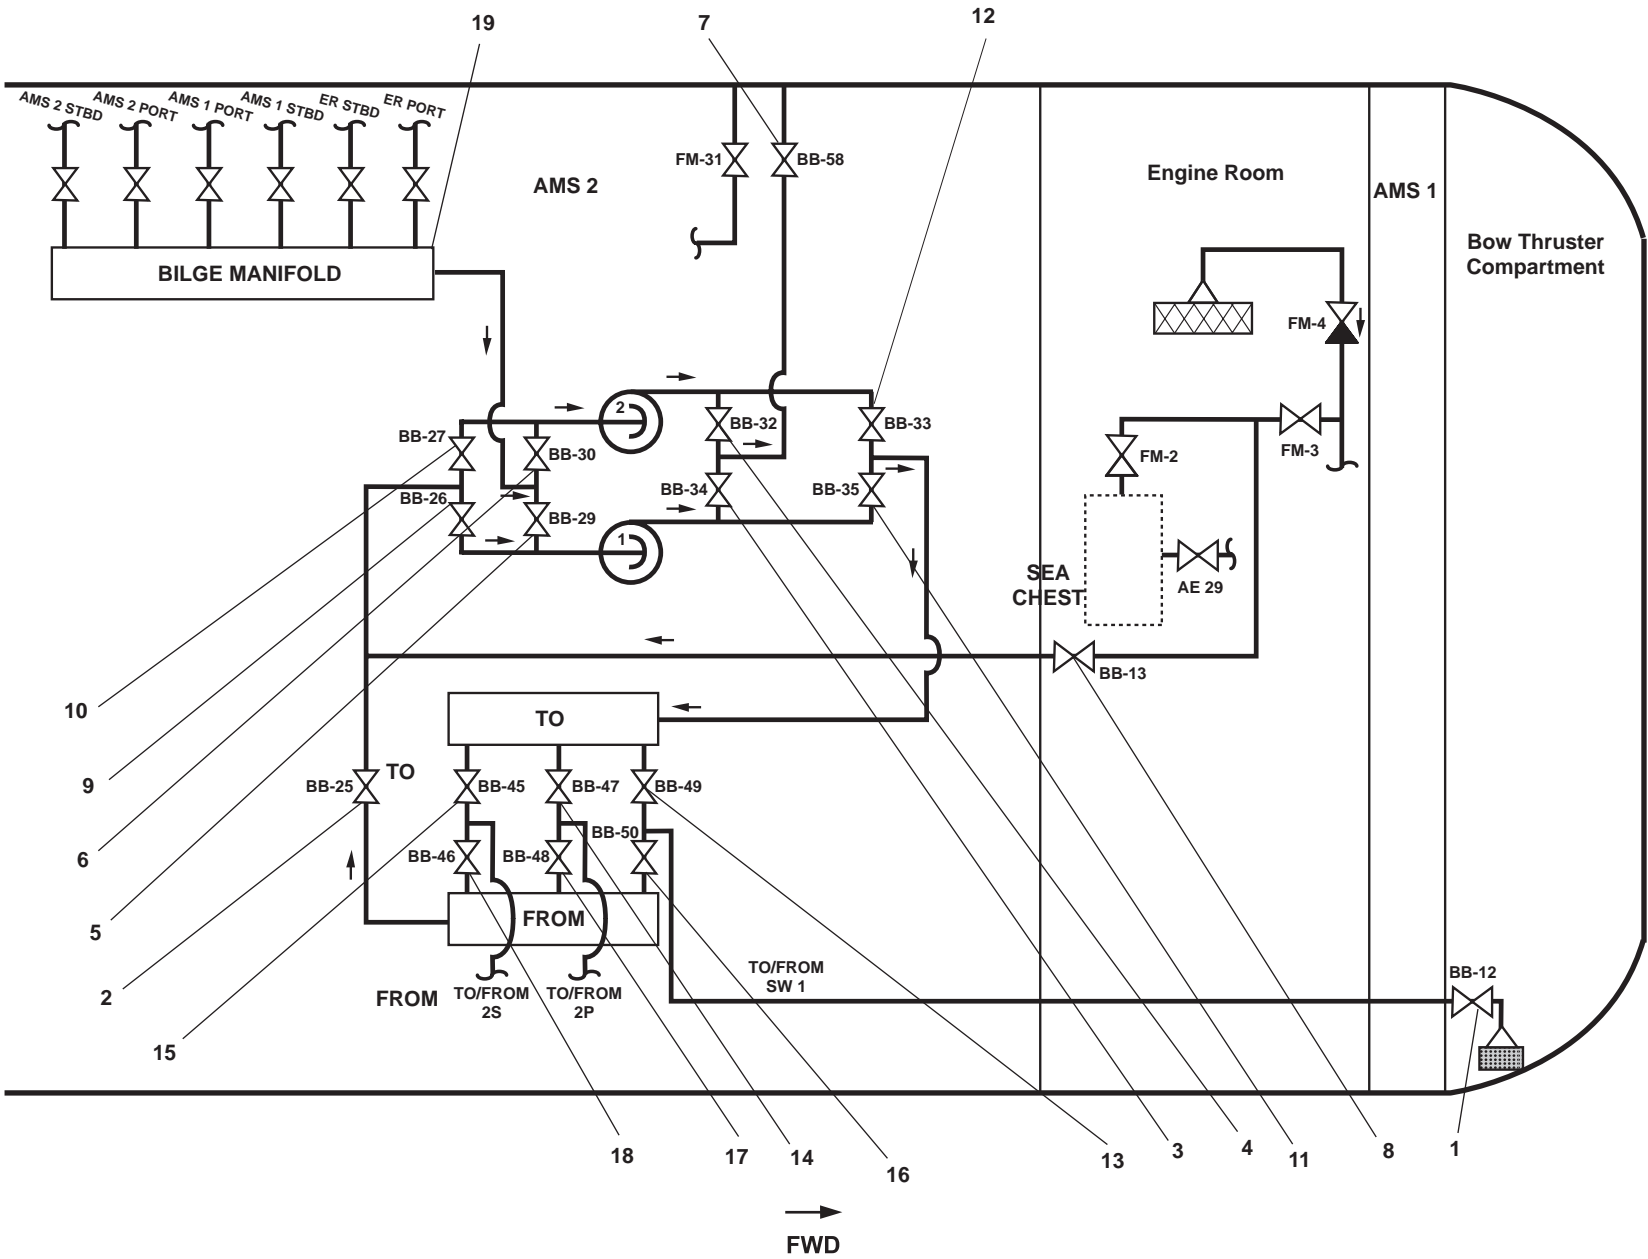 19
7
12
AMS 2 STBD
AMS 2 PORT
AMS 1 PORT
AMS 1 STBD
ER STBD
ER PORT
FM-31
BB-58
AMS 2
Engine Room
AMS 1
Bow Thruster
Compartment
BILGE MANIFOLD
FM-4
2
BB-27
BB-30
BB-32
BB-33
FM-2
FM-3
BB-26
BB-29
BB-34
BB-35
1
SEA
CHEST
AE 29
BB-13
10
TO
9
BB-25
TO
BB-45
BB-47
BB-49
BB-50
6
BB-46
BB-48
5
FROM
2
FROM
TO/FROM
2S
TO/FROM
2P
TO/FROM
SW 1
BB-12
15
18
17
14
16
13
3
4
11
8
1
FWD